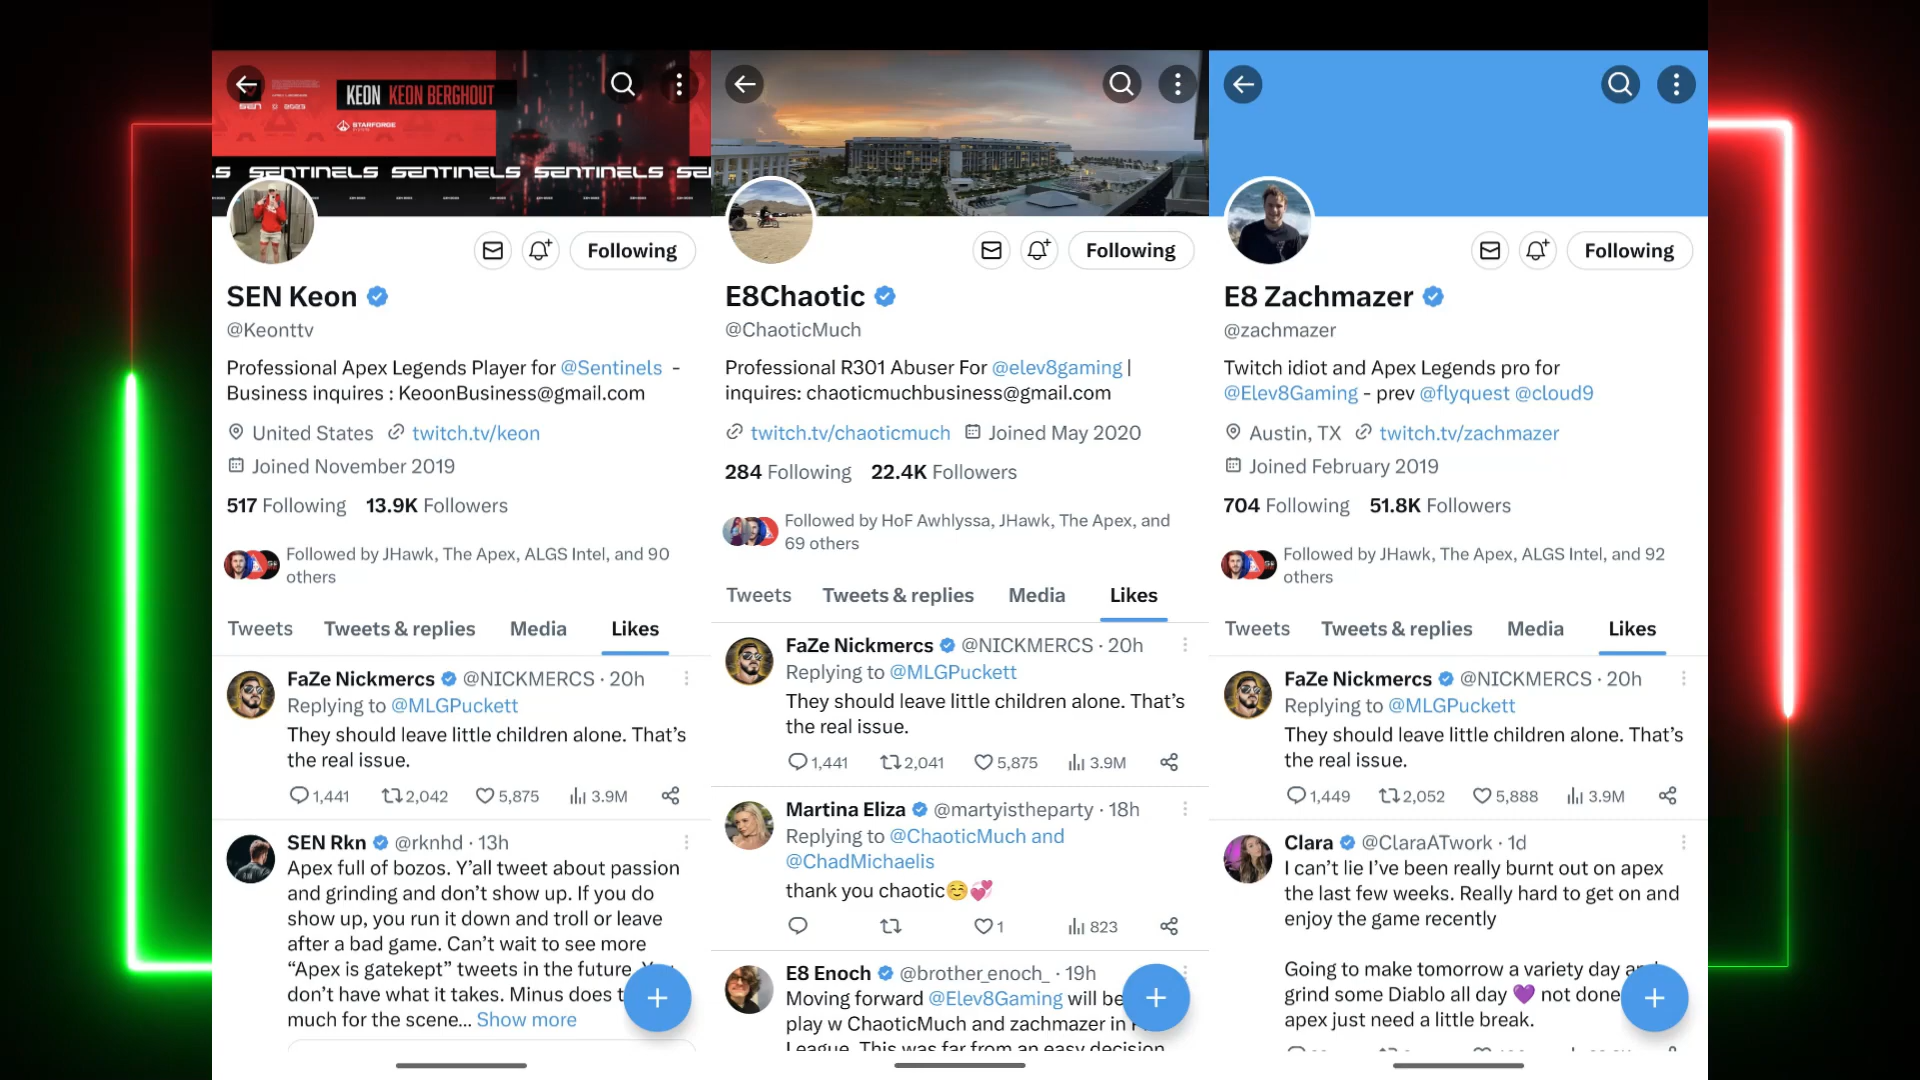 KEON KEON BERGHOUT
STARFORGE
SENTINELS SENTINELS SENTINELS
Following
SEN Keon
@Keonttv
Professional Apex Legends Player for @Sentinels -
Business inquires : KeoonBusiness@gmail.com
United States twitch.tv/keon
Joined November 2019
517 Following 13.9K Followers
Followed by JHawk, The Apex, ALGS Intel, and 90
others
Tweets Tweets & replies Media Likes
FaZe Nickmercs @NICKMERCS · 20h
Replying to @MLGPuckett
They should leave little children alone. That's
the real issue.
1,441 2,042 5,875 3.9M
SEN Rkn @rknhd · 13h
Apex full of bozos. Y'all tweet about passion
and grinding and don't show up. If you do
show up, you run it down and troll or leave
after a bad game. Can't wait to see more
"Apex is gatekept" tweets in the future.
don't have what it takes. Minus does
much for the scene... Show more
Following
E8Chaotic
@ChaoticMuch
Professional R301 Abuser For @elev8gaming |
inquires: chaoticmuchbusiness@gmail.com
twitch.tv/chaoticmuch Joined May 2020
284 Following 22.4K Followers
Followed by HoF Awhlyssa, JHawk, The Apex, and
69 others
Tweets Tweets & replies Media Likes
FaZe Nickmercs @NICKMERCS · 20h
Replying to @MLGPuckett
They should leave little children alone. That's
the real issue.
1,441 2,041 5,875 3.9M
Martina Eliza @martyistheparty · 18h
Replying to @ChaoticMuch and
@ChadMichaelis
thank you chaotic☺️💞
1 823
E8 Enoch @brother_enoch_ · 19h
Moving forward @Elev8Gaming will be
play w ChaoticMuch and zachmazer in
League. This was far from an easy decision
Following
E8 Zachmazer
@zachmazer
Twitch idiot and Apex Legends pro for
@Elev8Gaming - prev @flyquest @cloud9
Austin, TX twitch.tv/zachmazer
Joined February 2019
704 Following 51.8K Followers
Followed by JHawk, The Apex, ALGS Intel, and 92
others
Tweets Tweets & replies Media Likes
FaZe Nickmercs @NICKMERCS · 20h
Replying to @MLGPuckett
They should leave little children alone. That's
the real issue.
1,449 2,052 5,888 3.9M
Clara @ClaraATwork · 1d
I can't lie I've been really burnt out on apex
the last few weeks. Really hard to get on and
enjoy the game recently
Going to make tomorrow a variety day
grind some Diablo all day 💜 not done
apex just need a little break.